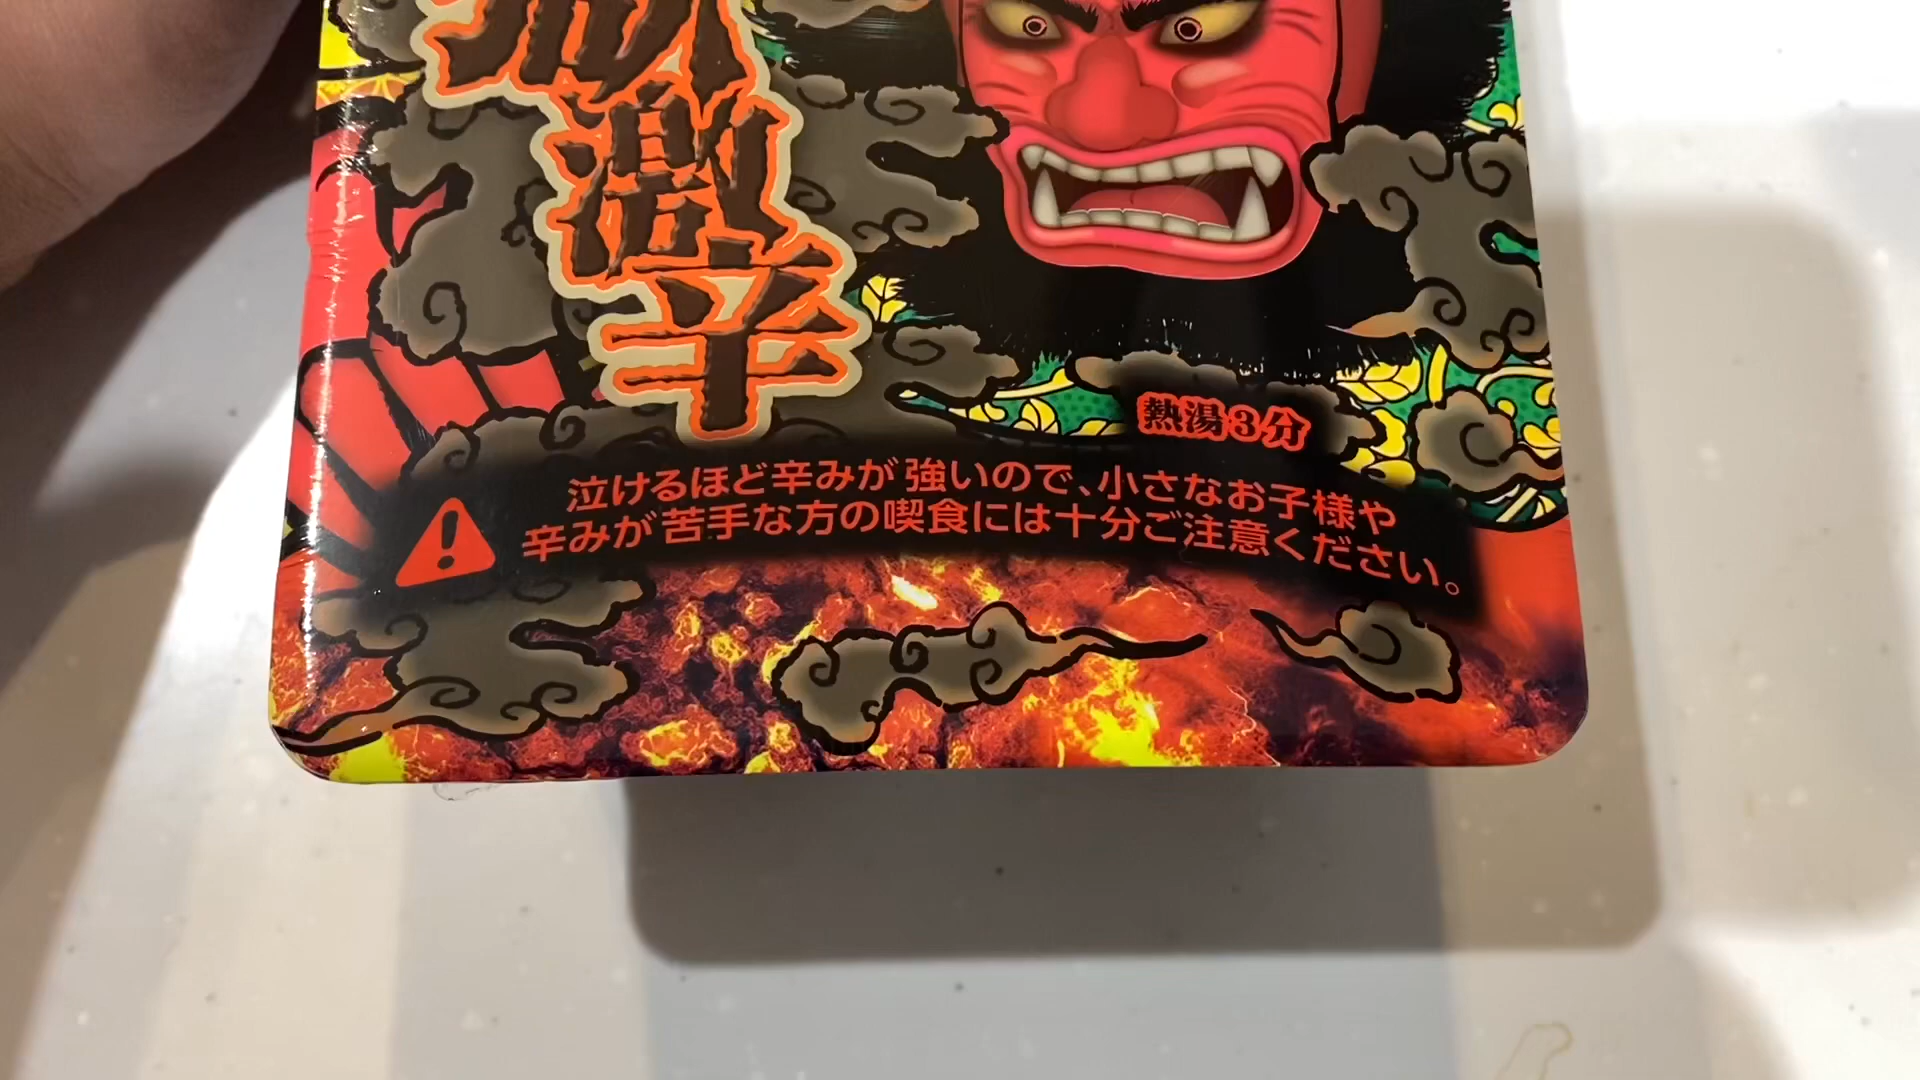 激辛
熱湯3分
泣けるほど辛みが強いので、小さなお子様や
辛みが苦手な方の喫食には十分ご注意ください。